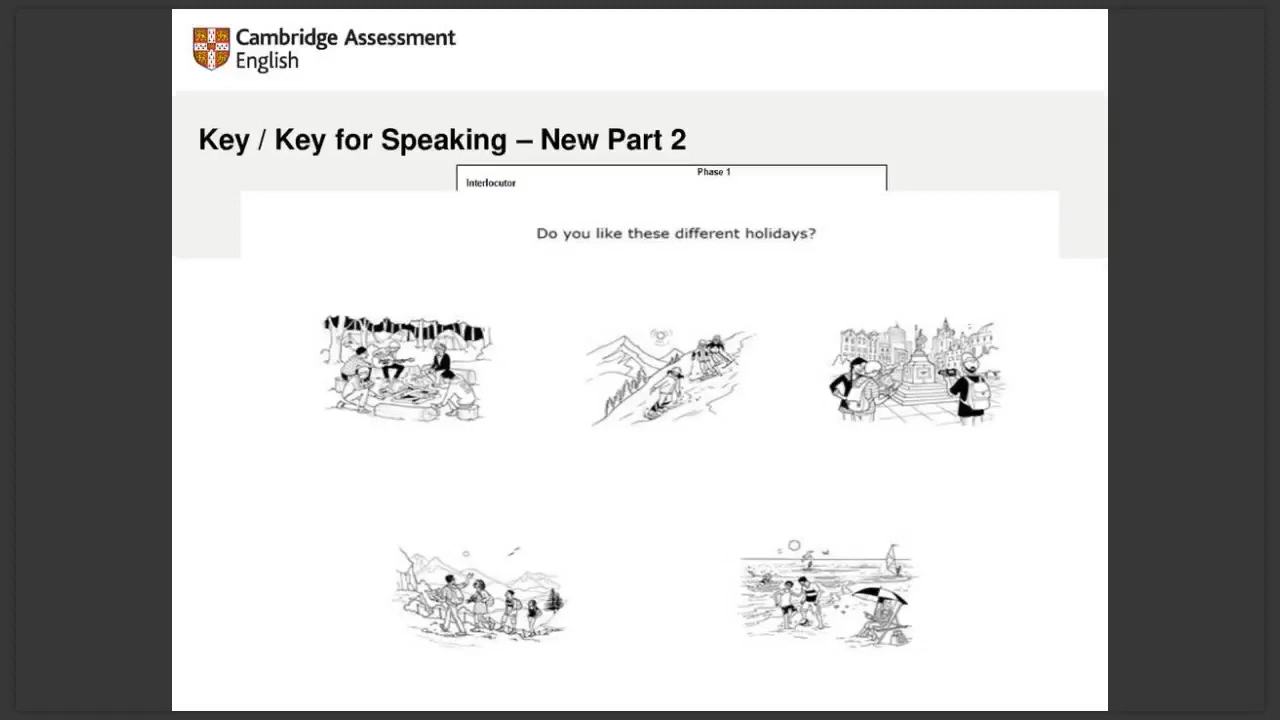 Cambridge Assessment
English
Key / Key for Speaking – New Part 2
Phase 1
Interlocutor
Do you like these different holidays?